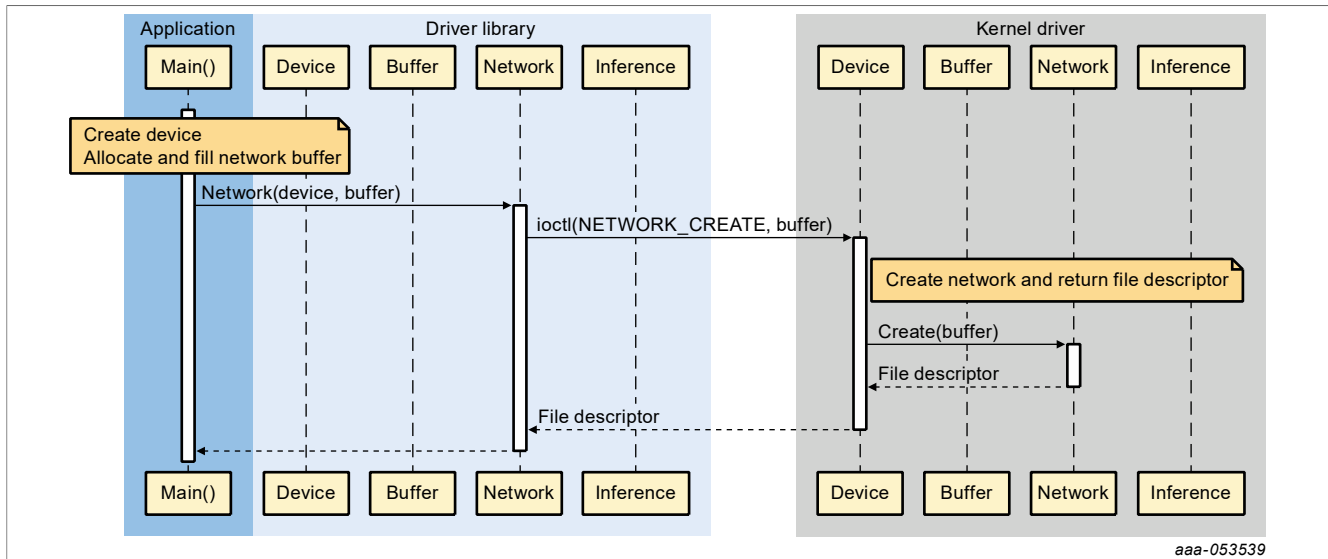 Application Driver library Kernel driver
Main() Device Buffer Network Inference Device Buffer Network Inference
Create device
Allocate and fill network buffer
Network(device, buffer)
ioctl(NETWORK_CREATE, buffer)
Create network and return file descriptor
Create(buffer)
File descriptor
File descriptor
Main() Device Buffer Network Inference Device Buffer Network Inference
aaa-053539